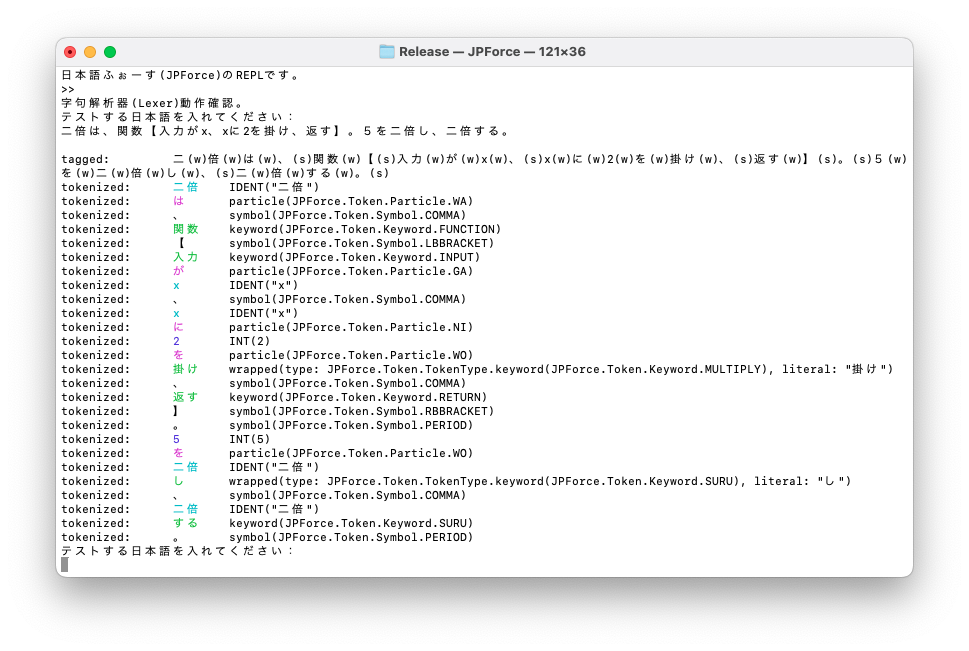 Release — JPForce — 121×36
日本語ふぉーす(JPForce)のREPLです。
>>
字句解析器(Lexer)動作確認。
テストする日本語を入れてください：
二倍は、関数【入力がx、xに2を掛け、返す】。５を二倍し、二倍する。
tagged: 二(w)倍(w)は(w)、(s)関数(w)【(s)入力(w)が(w)x(w)、(s)x(w)に(w)2(w)を(w)掛け(w)、(s)返す(w)】(s)。(s)５(w)
を(w)二(w)倍(w)し(w)、(s)二(w)倍(w)する(w)。(s)
tokenized: 二倍 IDENT("二倍")
tokenized: は particle(JPForce.Token.Particle.WA)
tokenized: 、 symbol(JPForce.Token.Symbol.COMMA)
tokenized: 関数 keyword(JPForce.Token.Keyword.FUNCTION)
tokenized: 【 symbol(JPForce.Token.Symbol.LBBRACKET)
tokenized: 入力 keyword(JPForce.Token.Keyword.INPUT)
tokenized: が particle(JPForce.Token.Particle.GA)
tokenized: x IDENT("x")
tokenized: 、 symbol(JPForce.Token.Symbol.COMMA)
tokenized: x IDENT("x")
tokenized: に particle(JPForce.Token.Particle.NI)
tokenized: 2 INT(2)
tokenized: を particle(JPForce.Token.Particle.WO)
tokenized: 掛け wrapped(type: JPForce.Token.TokenType.keyword(JPForce.Token.Keyword.MULTIPLY), literal: "掛け")
tokenized: 、 symbol(JPForce.Token.Symbol.COMMA)
tokenized: 返す keyword(JPForce.Token.Keyword.RETURN)
tokenized: 】 symbol(JPForce.Token.Symbol.RBBRACKET)
tokenized: 。 symbol(JPForce.Token.Symbol.PERIOD)
tokenized: 5 INT(5)
tokenized: を particle(JPForce.Token.Particle.WO)
tokenized: 二倍 IDENT("二倍")
tokenized: し wrapped(type: JPForce.Token.TokenType.keyword(JPForce.Token.Keyword.SURU), literal: "し")
tokenized: 、 symbol(JPForce.Token.Symbol.COMMA)
tokenized: 二倍 IDENT("二倍")
tokenized: する keyword(JPForce.Token.Keyword.SURU)
tokenized: 。 symbol(JPForce.Token.Symbol.PERIOD)
テストする日本語を入れてください：